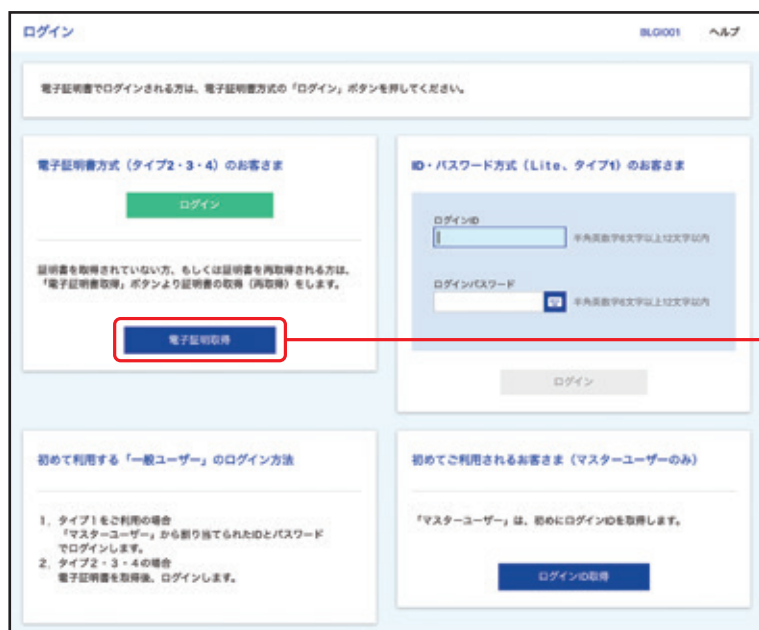 ログイン
BLGI001 ヘルプ
電子証明書でログインされる方は、電子証明書方式の「ログイン」ボタンを押してください。
電子証明書方式（タイプ2・3・4）のお客さま
ログイン
証明書を取得されていない方、もしくは証明書を再取得される方は、
「電子証明書取得」ボタンより証明書の取得（再取得）をします。
電子証明取得
ID・パスワード方式（Lite、タイプ1）のお客さま
ログインID
半角英数字6文字以上12文字以内
ログインパスワード
半角英数字6文字以上12文字以内
ログイン
初めて利用する「一般ユーザー」のログイン方法
1. タイプ1をご利用の場合
「マスターユーザー」から割り当てられたIDとパスワード
でログインします。
2. タイプ2・3・4の場合
電子証明書を取得後、ログインします。
初めてご利用されるお客さま（マスターユーザーのみ）
「マスターユーザー」は、初めにログインIDを取得します。
ログインID取得